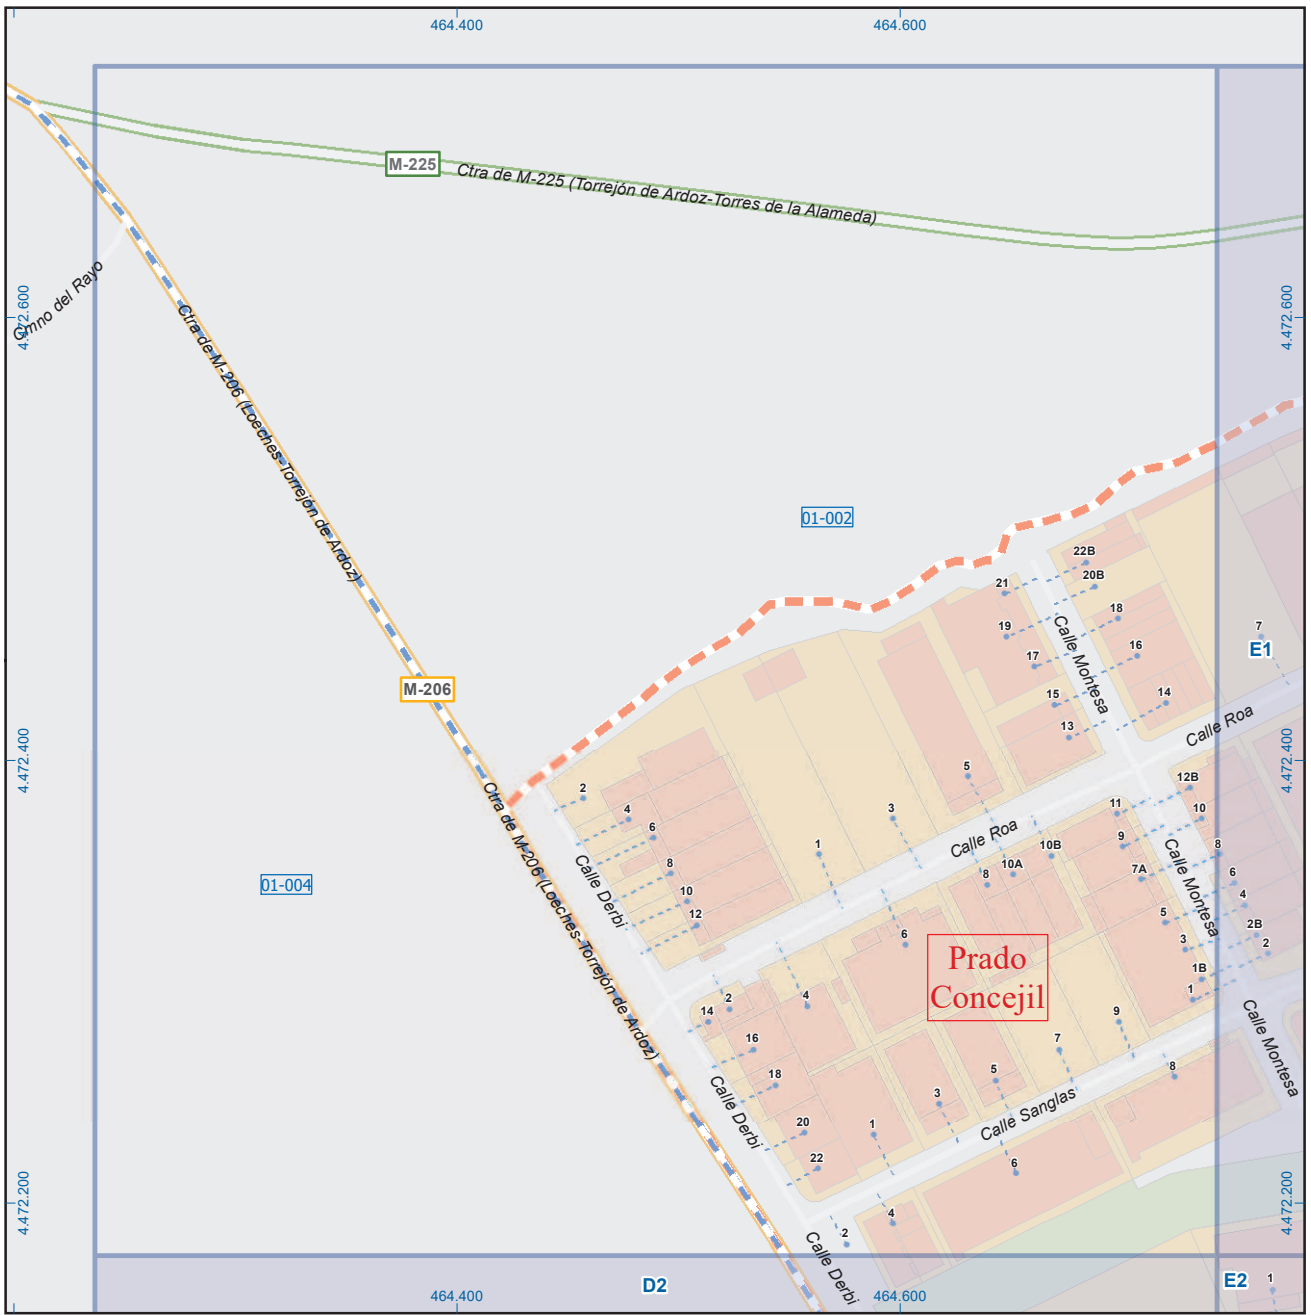 464.400
464.600
M-225
Ctra de M-225 (Torrejón de Ardoz-Torres de la Alameda)
Cmno del Rayo
4.472.600
4.472.600
Ctra de M-206 (Loeches-Torrejón de Ardoz)
01-002
22B
20B
21
18
19
16
17
7
E1
Calle Montesa
15
14
13
M-206
Calle Roa
4.472.400
4.472.400
5
2
4
6
8
10
12
Calle Derbi
3
1
Calle Roa
10B
10A
8
12B
11
10
9
8
7A
6
4
5
2B
3
2
1B
1
Calle Montesa
01-004
Ctra de M-206 (Loeches-Torrejón de Ardoz)
6
Prado
Concejil
4
2
14
16
18
20
22
Calle Derbi
9
7
5
3
1
8
Calle Montesa
Calle Sanglas
6
4
2
4.472.200
4.472.200
Calle Derbi
D2
E2
1
464.400
464.600